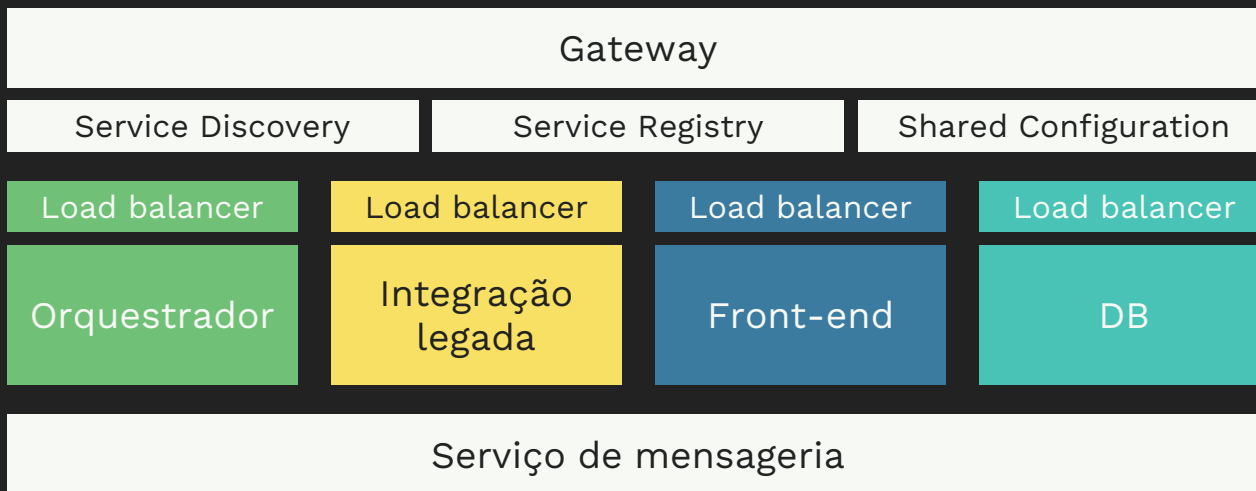 Gateway
Service Discovery
Service Registry
Shared Configuration
Load balancer
Load balancer
Load balancer
Load balancer
Orquestrador
Integração
legada
Front-end
DB
Serviço de mensageria